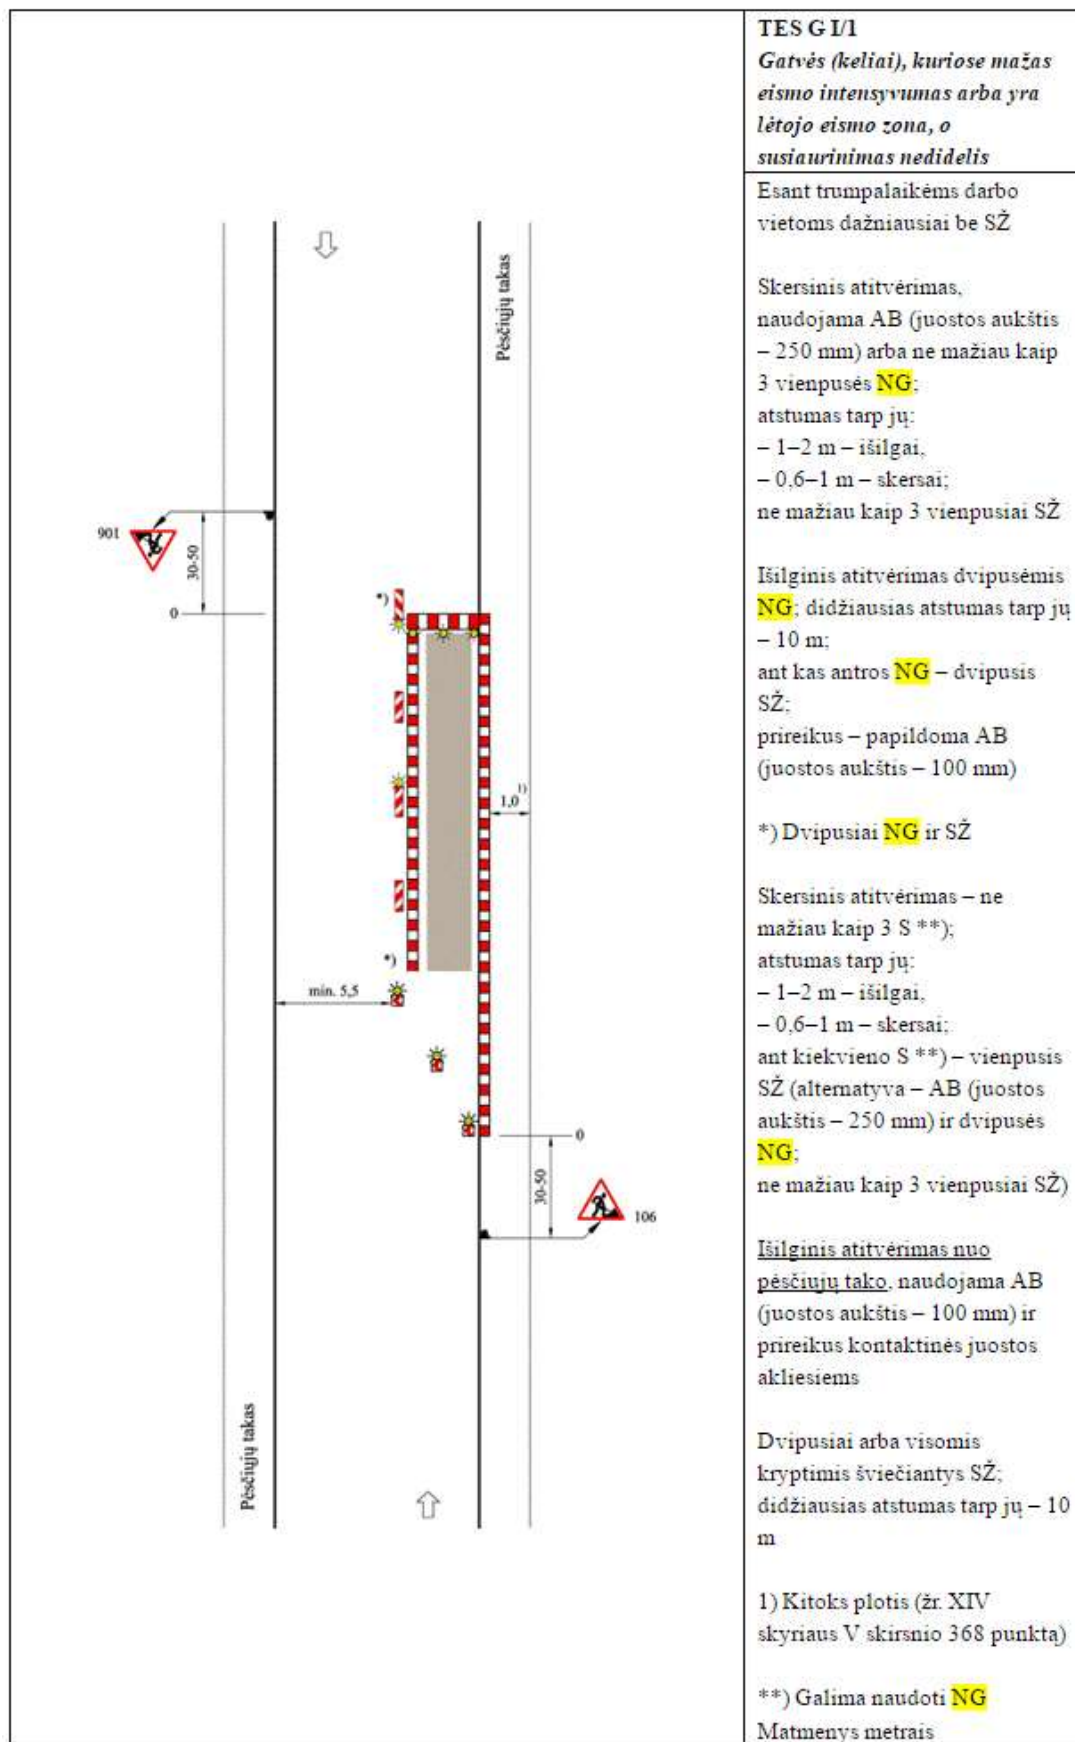 TES G I/1
Gatvės (keliai), kuriose mažas
eismo intensyvumas arba yra
lėtojo eismo zona, o
susiaurinimas nedidelis
Esant trumpalaikėms darbo
vietoms dažniausiai be SŽ
Skersinis atitvėrimas,
naudojama AB (juostos aukštis
– 250 mm) arba ne mažiau kaip
3 vienpusės NG;
atstumas tarp jų:
– 1–2 m – išilgai,
– 0,6–1 m – skersai;
ne mažiau kaip 3 vienpusiai SŽ
Išilginis atitvėrimas dvipusėmis
NG; didžiausias atstumas tarp jų
– 10 m;
ant kas antros NG – dvipusis
SŽ;
prireikus – papildoma AB
(juostos aukštis – 100 mm)
*) Dvipusiai NG ir SŽ
Skersinis atitvėrimas – ne
mažiau kaip 3 S **);
atstumas tarp jų:
– 1–2 m – išilgai,
– 0,6–1 m – skersai;
ant kiekvieno S **) – vienpusis
SŽ (alternatyva – AB (juostos
aukštis – 250 mm) ir dvipusės
NG;
ne mažiau kaip 3 vienpusiai SŽ)
Išilginis atitvėrimas nuo
pėsčiųjų tako, naudojama AB
(juostos aukštis – 100 mm) ir
prireikus kontaktinės juostos
akliesiems
Dvipusiai arba visomis
kryptimis šviečiantys SŽ;
didžiausias atstumas tarp jų – 10
m
1) Kitoks plotis (žr. XIV
skyriaus V skirsnio 368 punktą)
**) Galima naudoti NG
Matmenys metrais
Pėsčiųjų takas
106
30-50
0
*)
1,0 1)
*)
min. 5,5
0
30-50
106
Pėsčiųjų takas